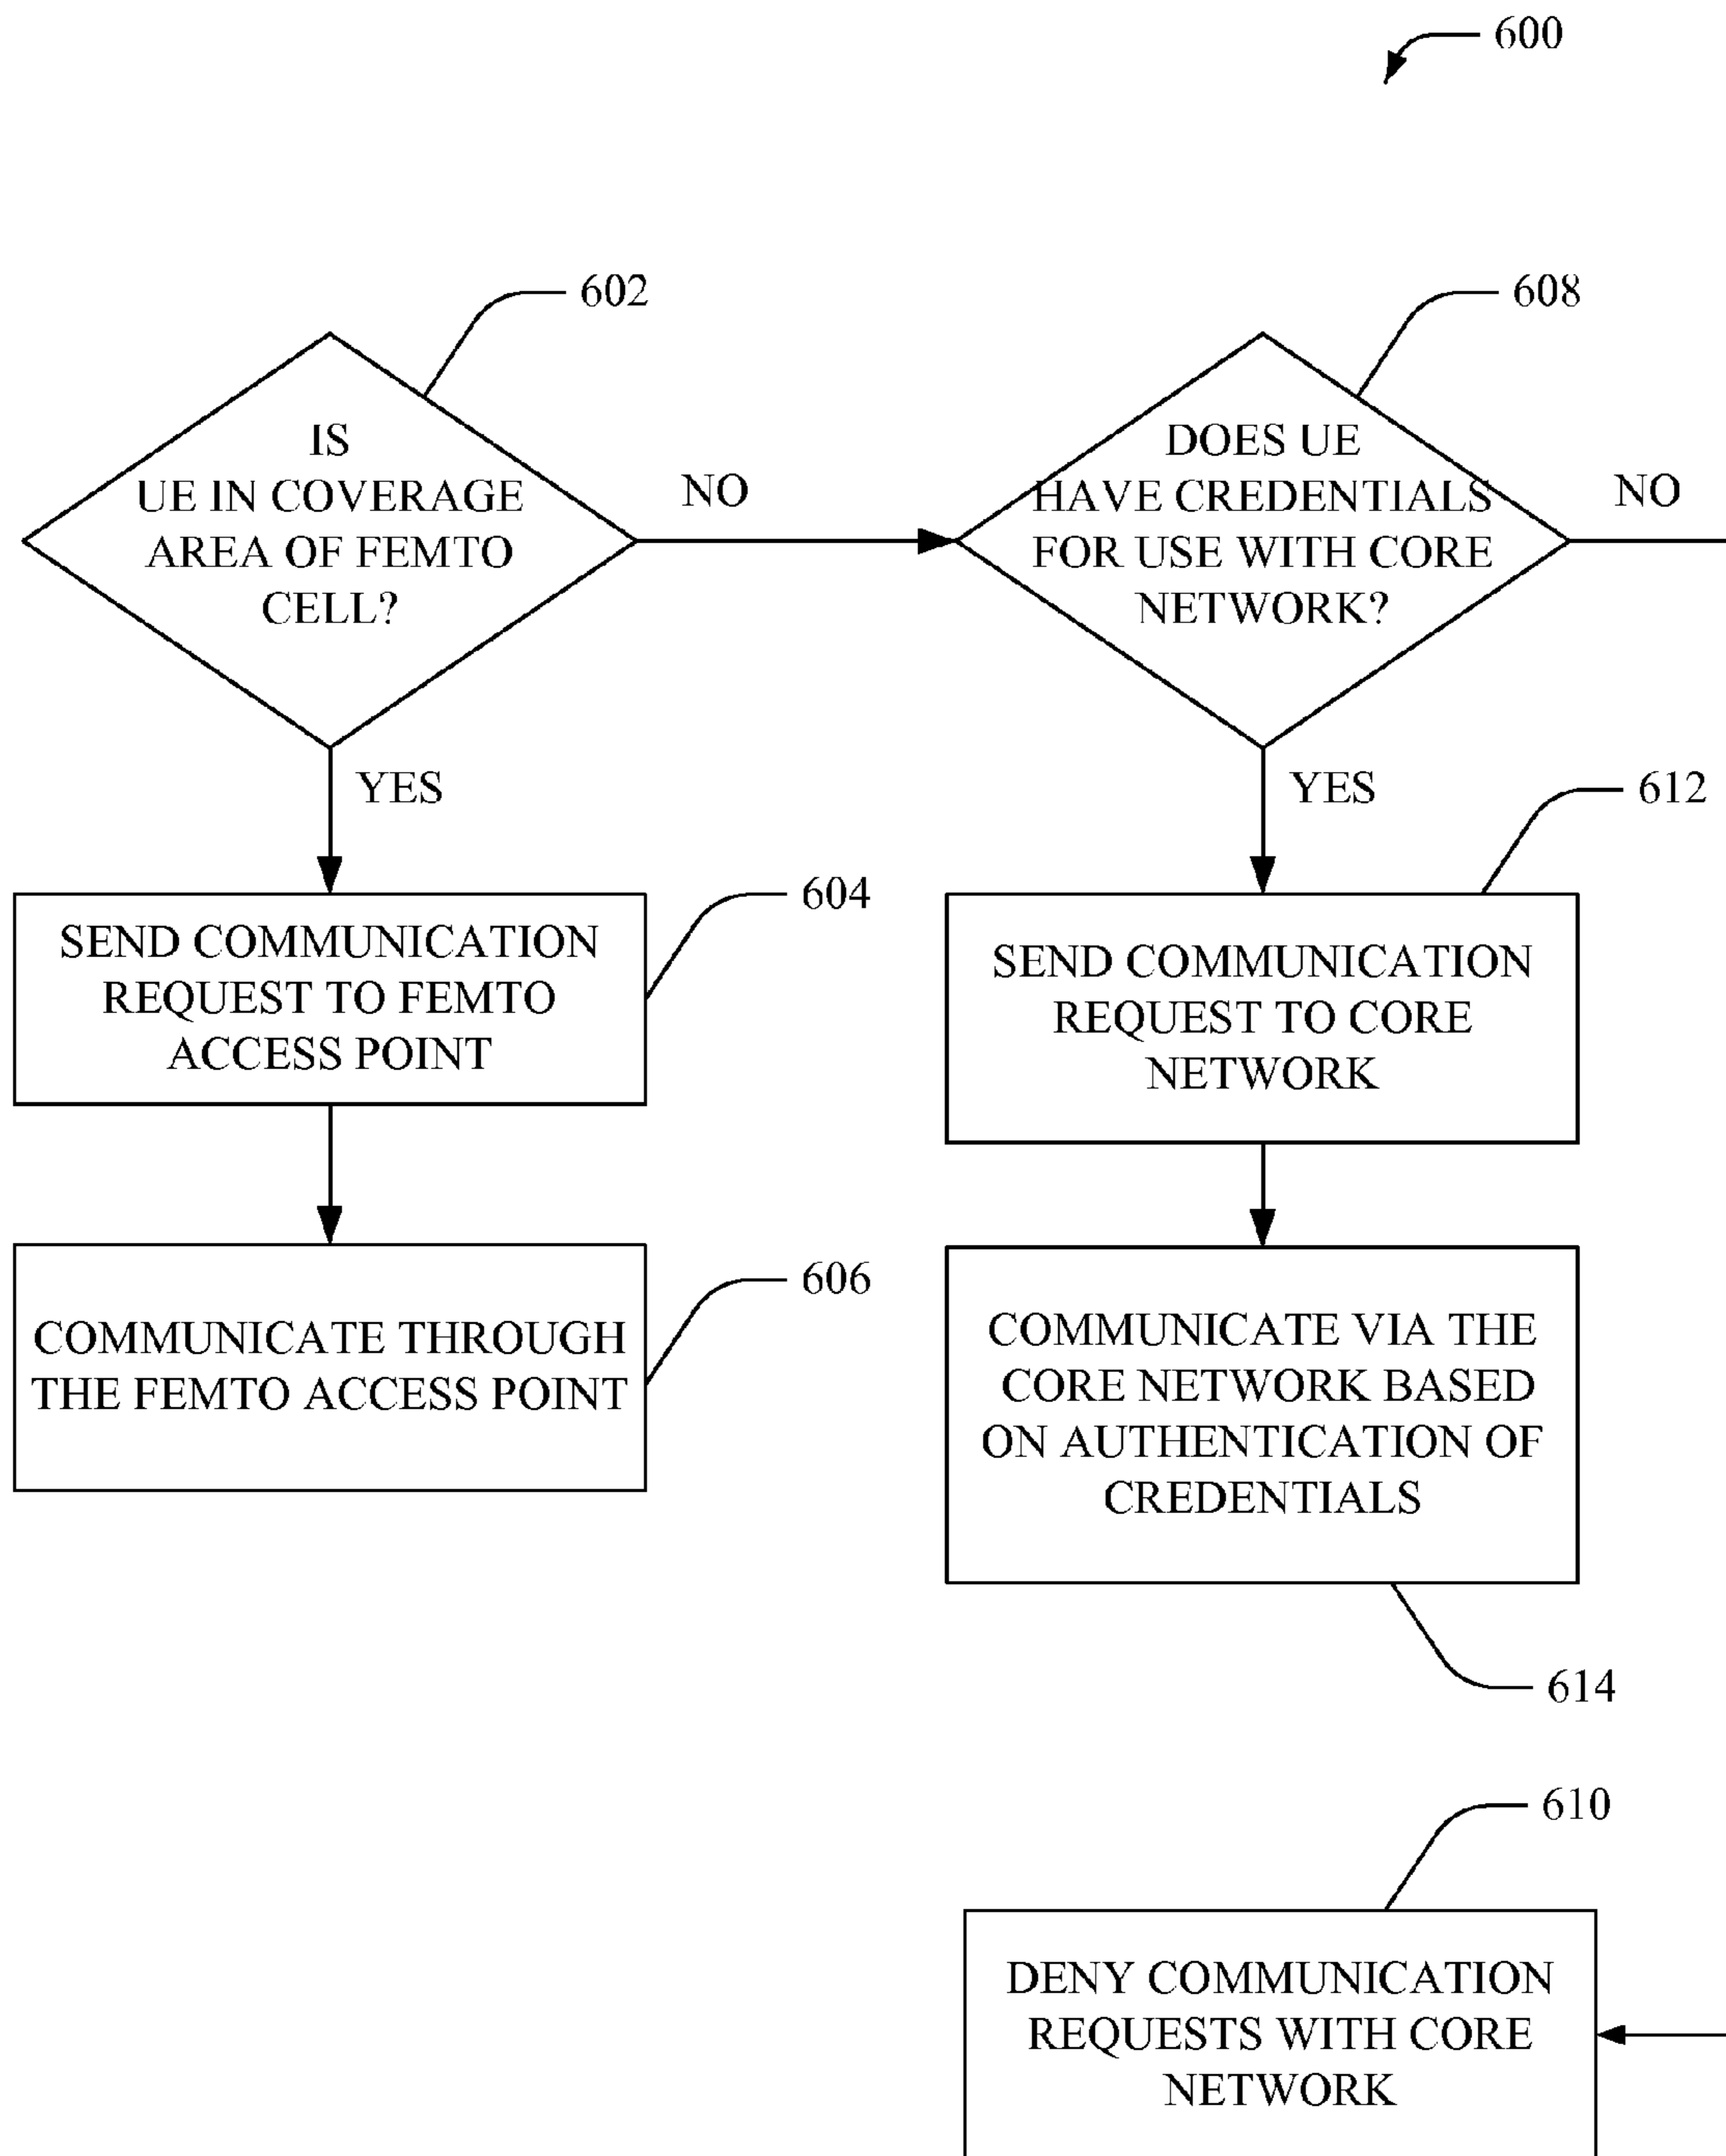 600
602
IS
UE IN COVERAGE
AREA OF FEMTO
CELL?
NO
608
DOES UE
HAVE CREDENTIALS
FOR USE WITH CORE
NETWORK?
NO
YES
604
SEND COMMUNICATION
REQUEST TO FEMTO
ACCESS POINT
606
COMMUNICATE THROUGH
THE FEMTO ACCESS POINT
YES
612
SEND COMMUNICATION
REQUEST TO CORE
NETWORK
COMMUNICATE VIA THE
CORE NETWORK BASED
ON AUTHENTICATION OF
CREDENTIALS
614
610
DENY COMMUNICATION
REQUESTS WITH CORE
NETWORK